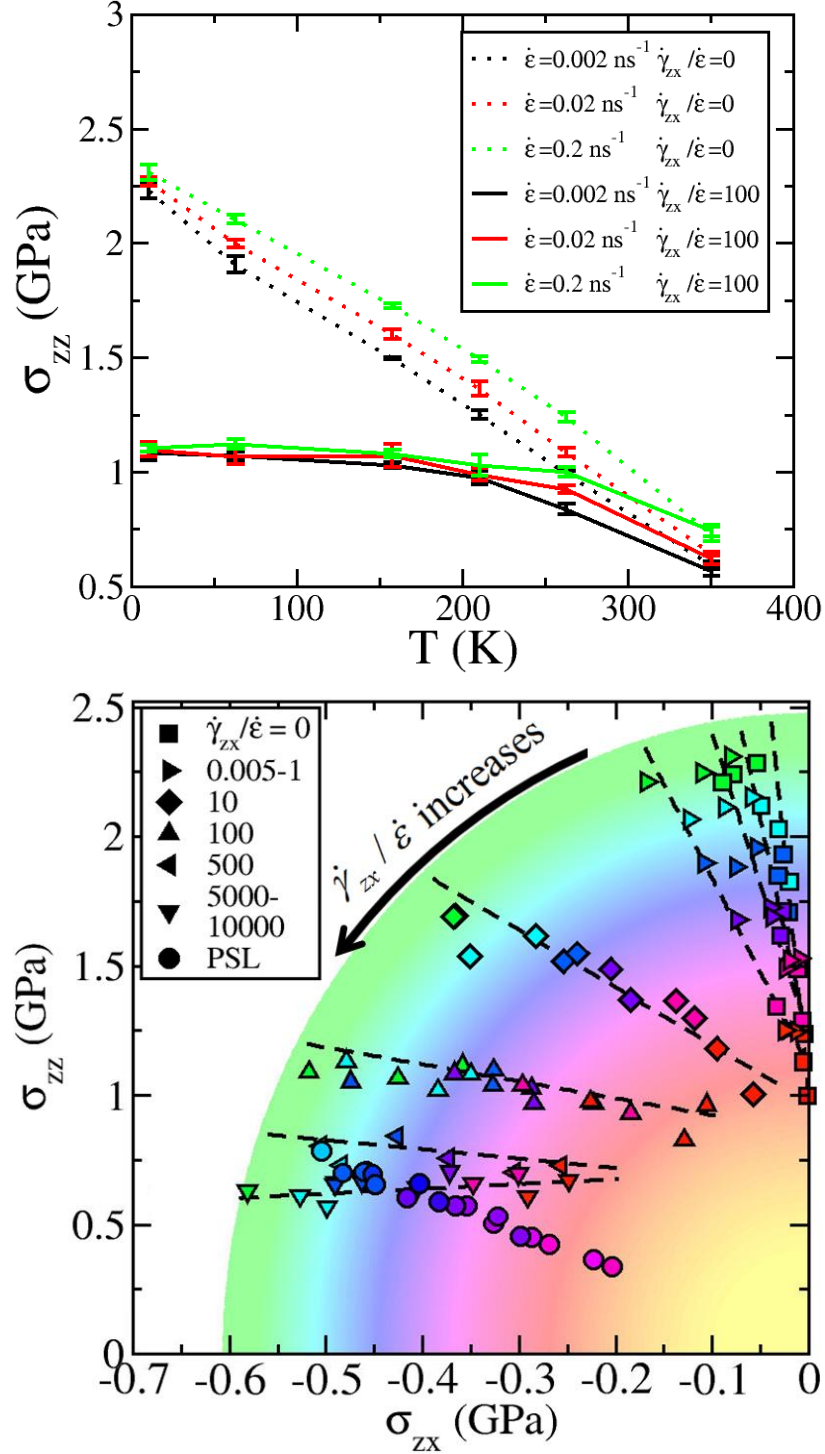 3
2.5
2
1.5
1
0.5
σzz (GPa)
ε̇=0.002 ns⁻¹ γ̇zx/ε̇=0
ε̇=0.02 ns⁻¹ γ̇zx/ε̇=0
ε̇=0.2 ns⁻¹ γ̇zx/ε̇=0
ε̇=0.002 ns⁻¹ γ̇zx/ε̇=100
ε̇=0.02 ns⁻¹ γ̇zx/ε̇=100
ε̇=0.2 ns⁻¹ γ̇zx/ε̇=100
0 100 200 300 400
T (K)
2.5
2
1.5
1
0.5
0
σzz (GPa)
γ̇zx/ε̇ = 0
0.005-1
10
100
500
5000-
10000
PSL
γ̇zx / ε̇ increases
-0.7 -0.6 -0.5 -0.4 -0.3 -0.2 -0.1 0
σzx (GPa)